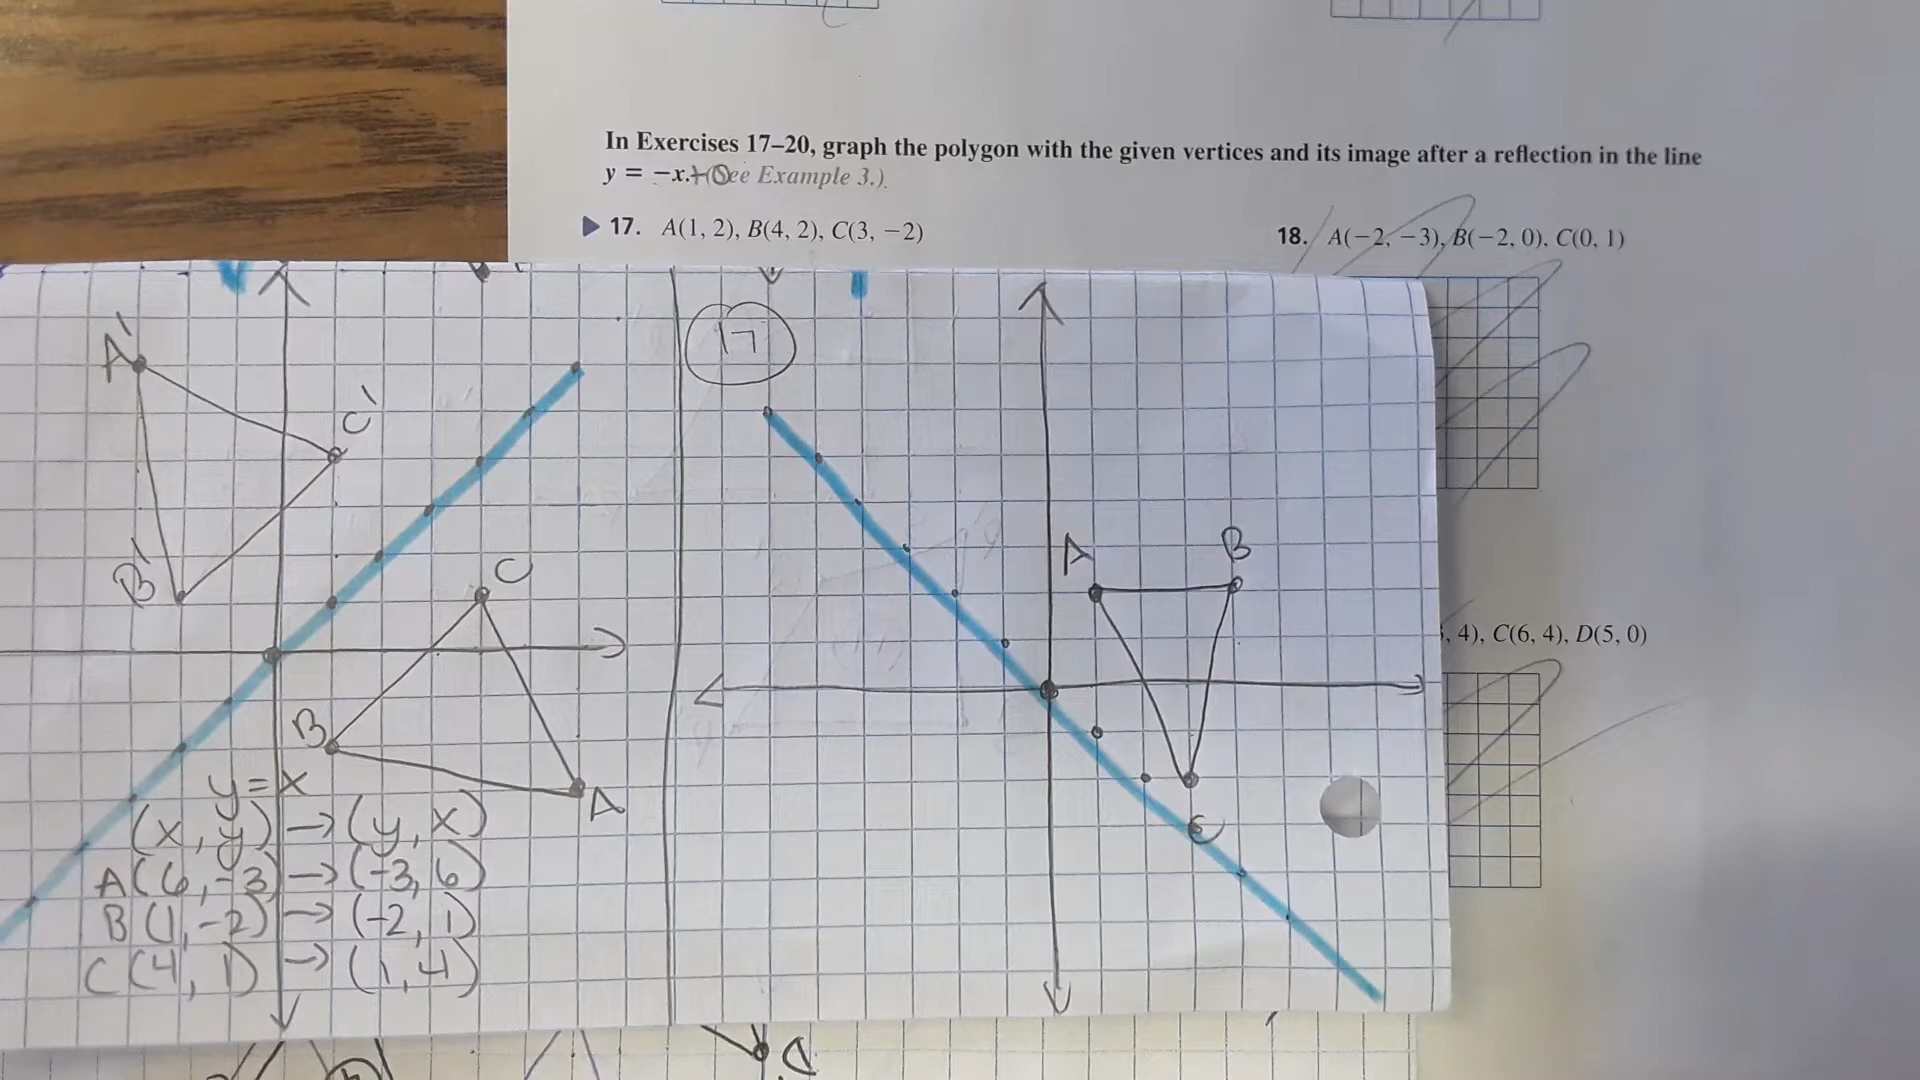 In Exercises 17–20, graph the polygon with the given vertices and its image after a reflection in the line
y = −x. (See Example 3.)
17. A(1, 2), B(4, 2), C(3, −2)
18. A(−2, −3), B(−2, 0), C(0, 1)
A'
C'
B'
C
B
A
y=x
(x,y)→(y,x)
A(6,-3)→(-3,6)
B(1,-2)→(-2,1)
C(4,1)→(1,4)
17
A
B
C
, 4), C(6, 4), D(5, 0)
D